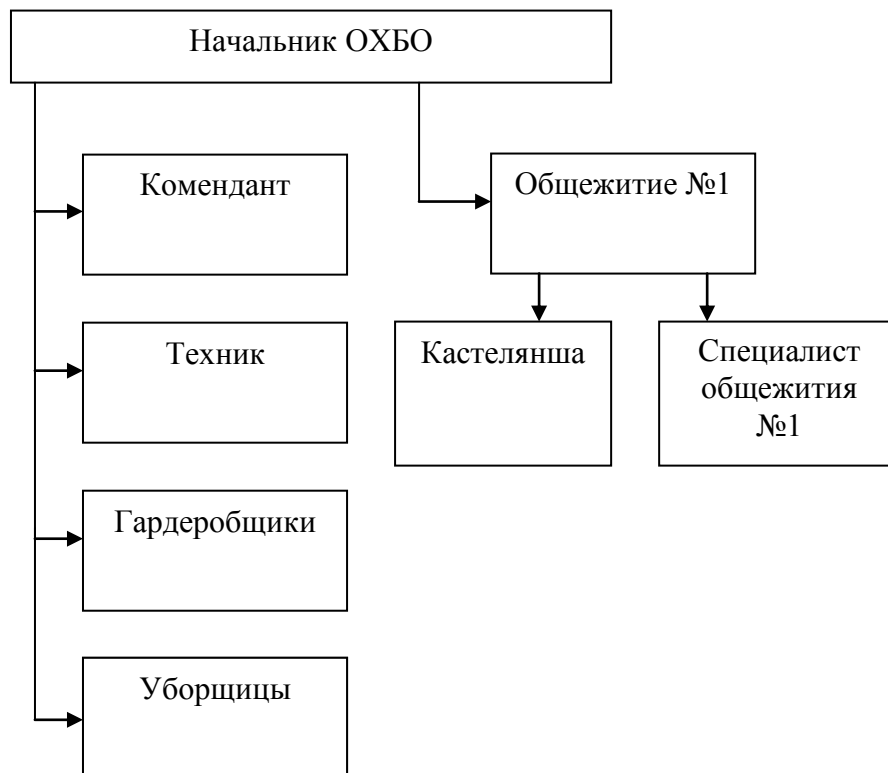 Начальник ОХБО
Комендант
Общежитие №1
Техник
Кастелянша
Специалист
общежития
№1
Гардеробщики
Уборщицы